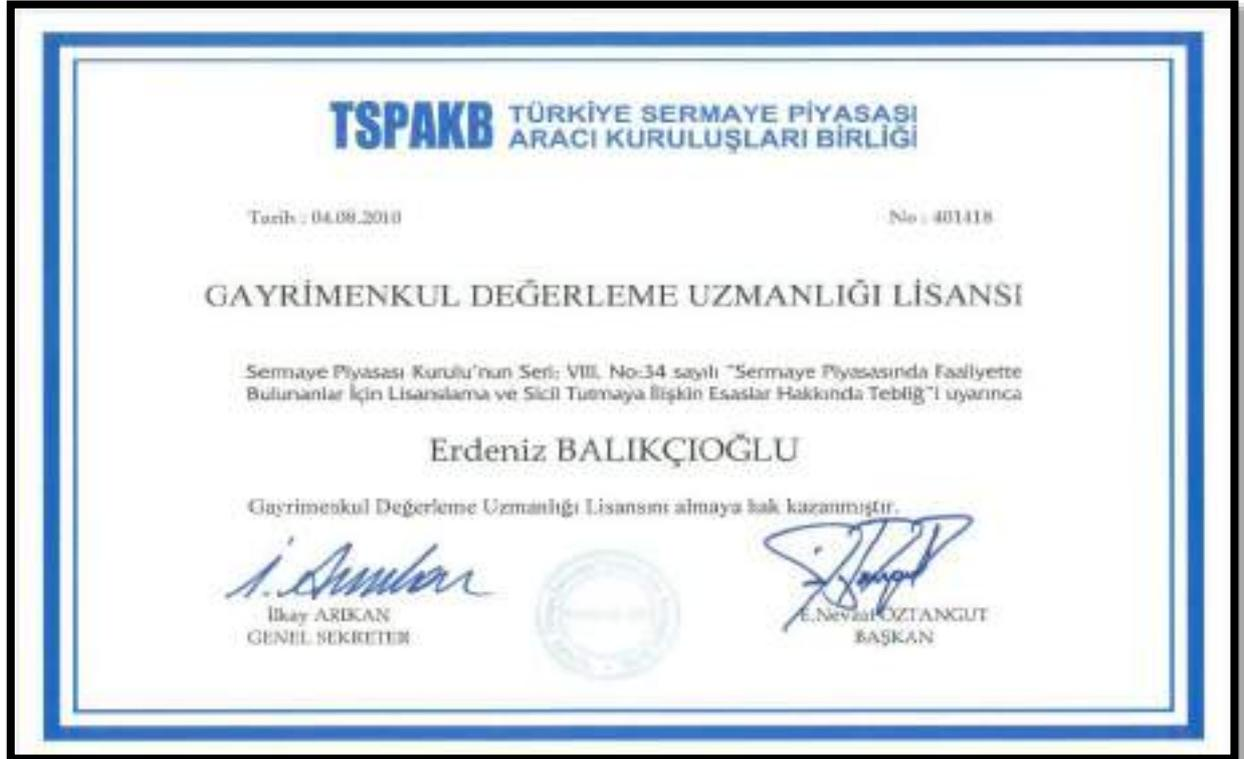 TSPAKB TÜRKİYE SERMAYE PİYASASI
ARACI KURULUŞLARI BİRLİĞİ
Tarih : 04.08.2010 No : 401418
GAYRİMENKUL DEĞERLEME UZMANLIĞI LİSANSI
Sermaye Piyasası Kurulu'nun Seri: VIII, No:34 sayılı "Sermaye Piyasasında Faaliyette
Bulunanlar İçin Lisanslama ve Sicil Tutmaya İlişkin Esaslar Hakkında Tebliğ"i uyarınca
Erdeniz BALIKÇIOĞLU
Gayrimenkul Değerleme Uzmanlığı Lisansını almaya hak kazanmıştır.
İlkay ARIKAN E.Nevzat ÖZTANGUT
GENEL SEKRETER BAŞKAN